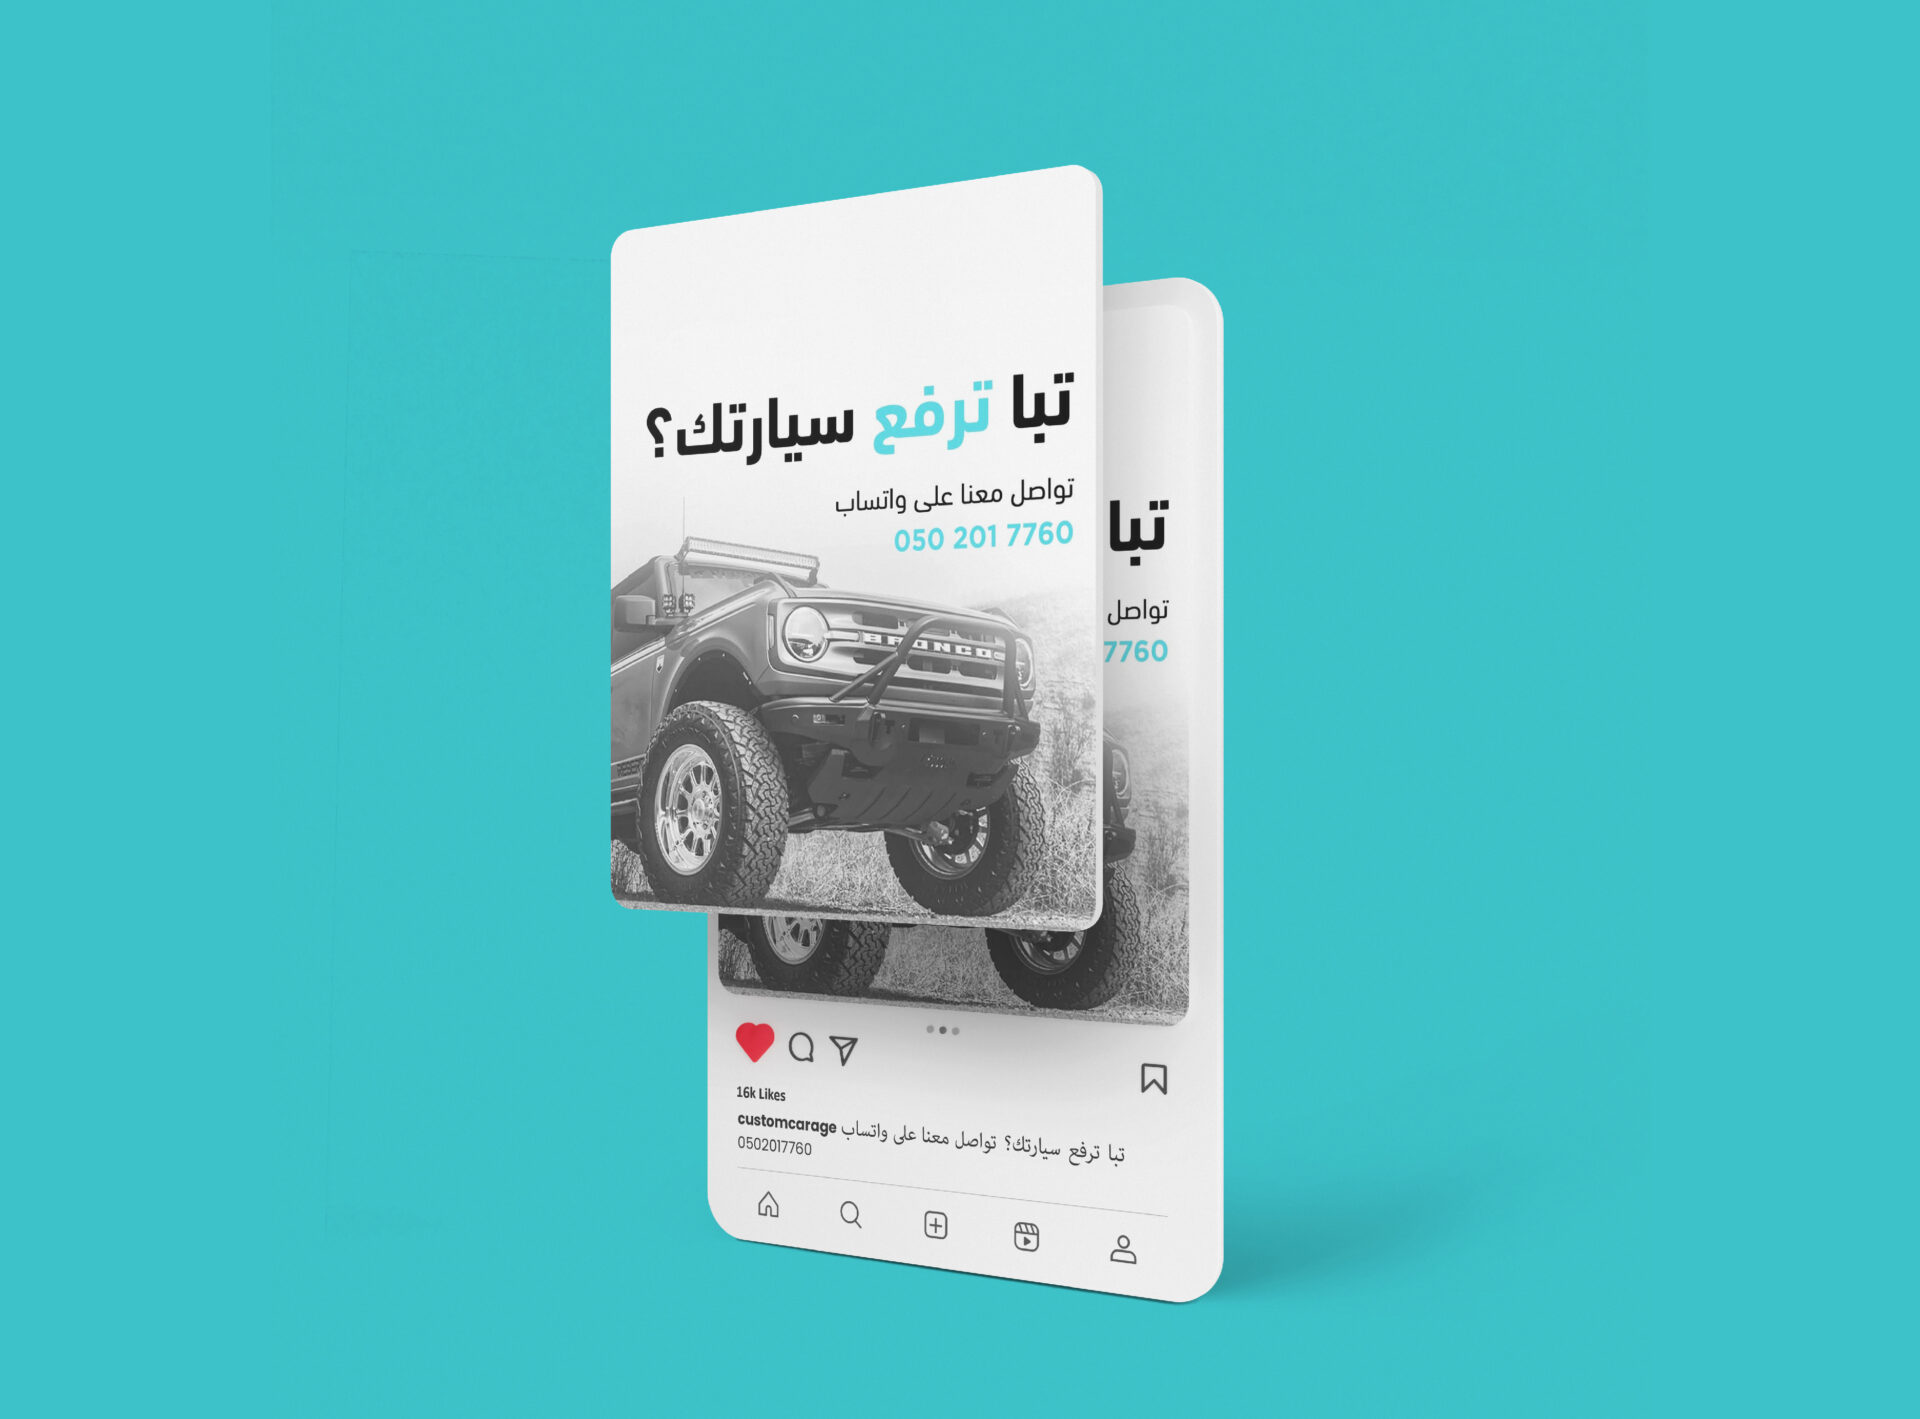 تبا ترفع سيارتك؟
تواصل معنا على واتساب
050 201 7760
BRONCO
تبا
تواصل
7760
16k Likes
customcarage تبا ترفع سيارتك؟ تواصل معنا على واتساب
0502017760